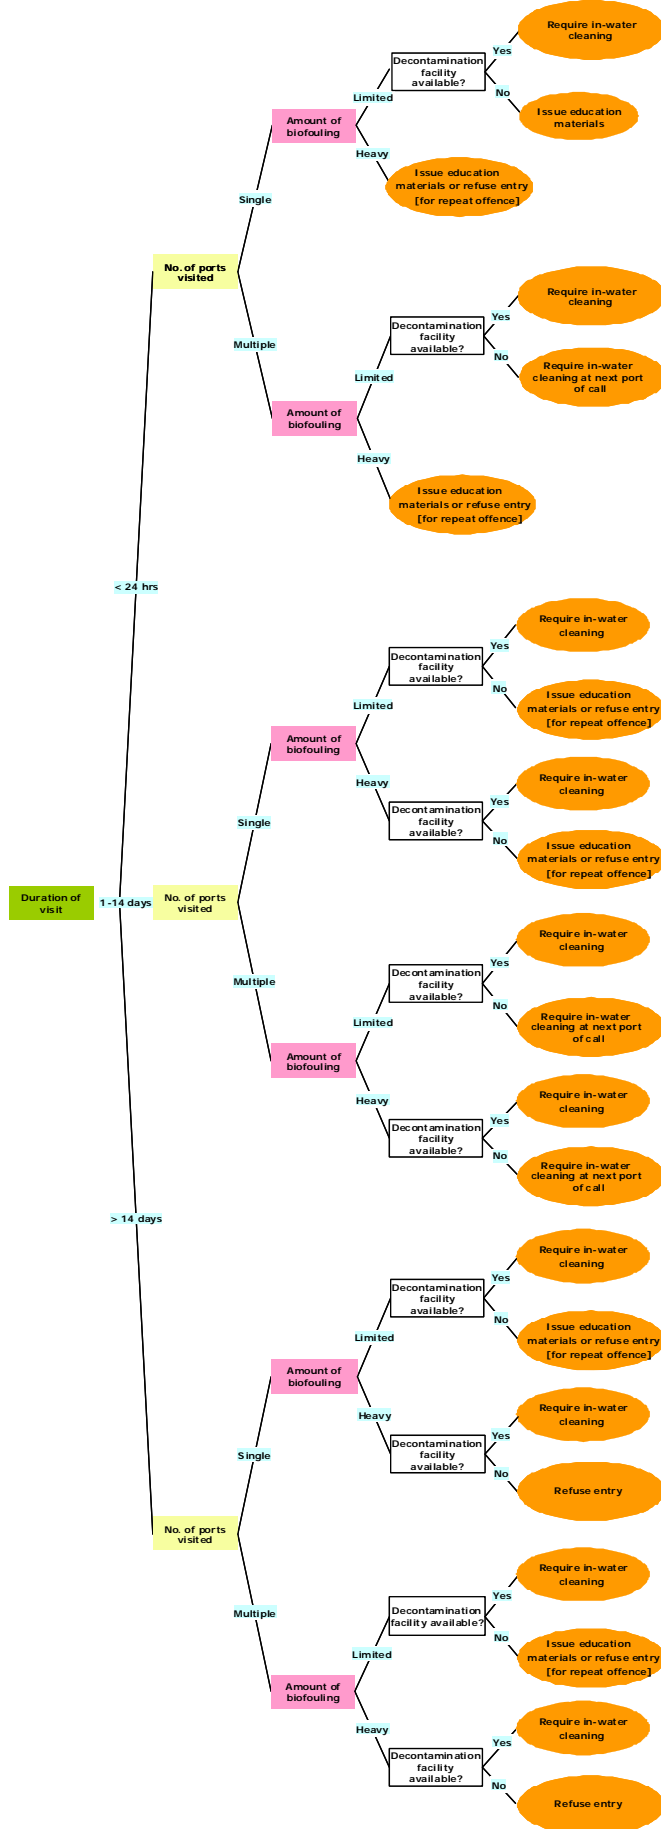 Require in-water
cleaning
Yes
Decontamination
facility
available?
Limited
No
Issue education
materials
Amount of
biofouling
Heavy
Issue education
materials or refuse entry
[for repeat offence]
Single
No. of ports
visited
Require in-water
cleaning
Yes
Decontamination
facility
available?
Multiple
No
Require in-water
cleaning at next port
of call
Limited
Amount of
biofouling
Heavy
Issue education
materials or refuse entry
[for repeat offence]
< 24 hrs
Require in-water
cleaning
Yes
Decontamination
facility
available?
No
Issue education
materials or refuse entry
[for repeat offence]
Limited
Amount of
biofouling
Heavy
Require in-water
cleaning
Yes
Decontamination
facility
available?
Single
No
Issue education
materials or refuse entry
[for repeat offence]
Duration of
visit
1-14 days
No. of ports
visited
Require in-water
cleaning
Yes
Decontamination
facility
available?
Multiple
No
Require in-water
cleaning at next port
of call
Limited
Amount of
biofouling
Heavy
Require in-water
cleaning
Yes
Decontamination
facility
available?
No
Require in-water
cleaning at next port
of call
> 14 days
Require in-water
cleaning
Yes
Decontamination
facility
available?
No
Issue education
materials or refuse entry
[for repeat offence]
Limited
Amount of
biofouling
Heavy
Require in-water
cleaning
Yes
Decontamination
facility
available?
Single
No
Refuse entry
No. of ports
visited
Require in-water
cleaning
Yes
Decontamination
facility available?
Multiple
No
Issue education
materials or refuse entry
[for repeat offence]
Limited
Amount of
biofouling
Heavy
Require in-water
cleaning
Yes
Decontamination
facility
available?
No
Refuse entry